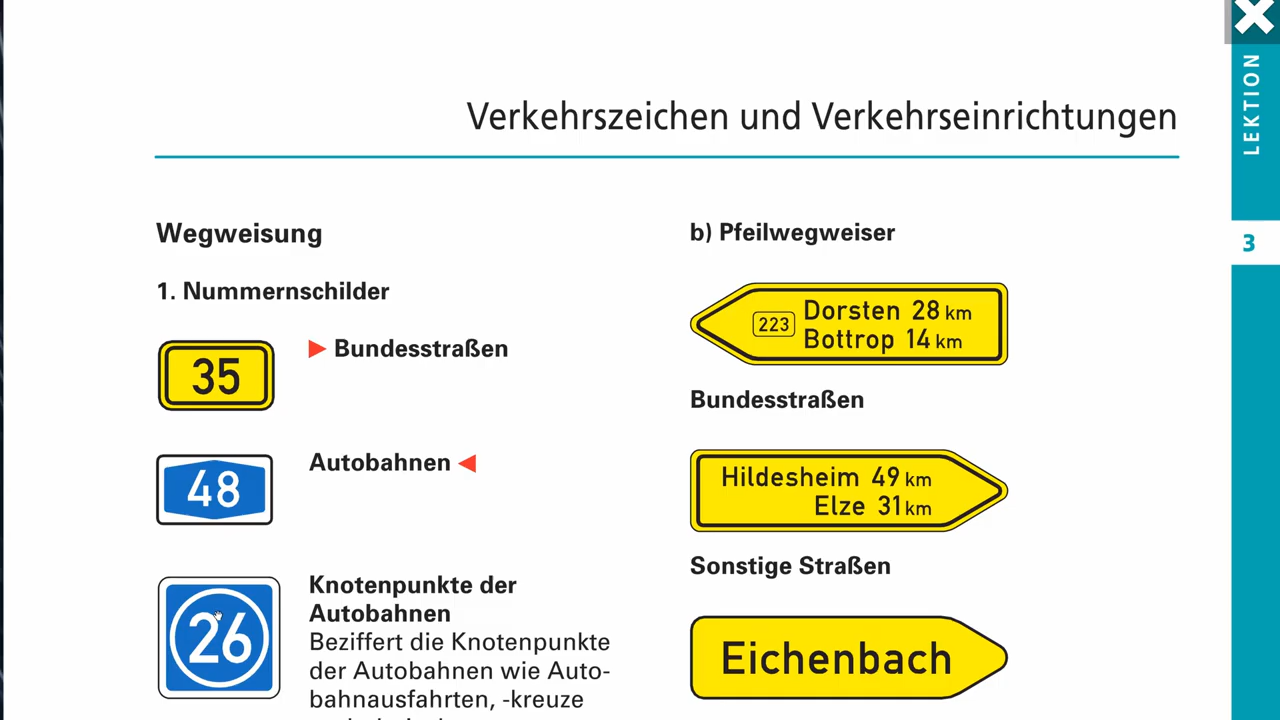 LEKTION
3
Verkehrszeichen und Verkehrseinrichtungen
Wegweisung
1. Nummernschilder
35
Bundesstraßen
48
Autobahnen
26
Knotenpunkte der
Autobahnen
Beziffert die Knotenpunkte
der Autobahnen wie Auto-
bahnausfahrten, -kreuze
b) Pfeilwegweiser
223
Dorsten 28 km
Bottrop 14 km
Bundesstraßen
Hildesheim 49 km
Elze 31 km
Sonstige Straßen
Eichenbach